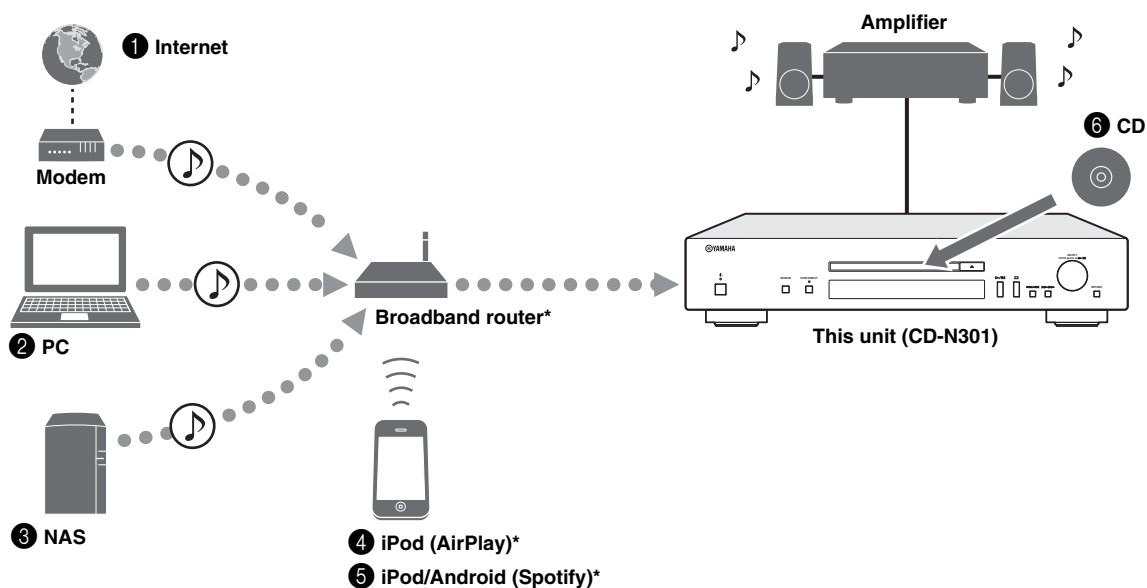 ❶ Internet
Amplifier
❻ CD
Modem
YAMAHA
Broadband router*
This unit (CD-N301)
❷ PC
❸ NAS
❹ iPod (AirPlay)*
❺ iPod/Android (Spotify)*